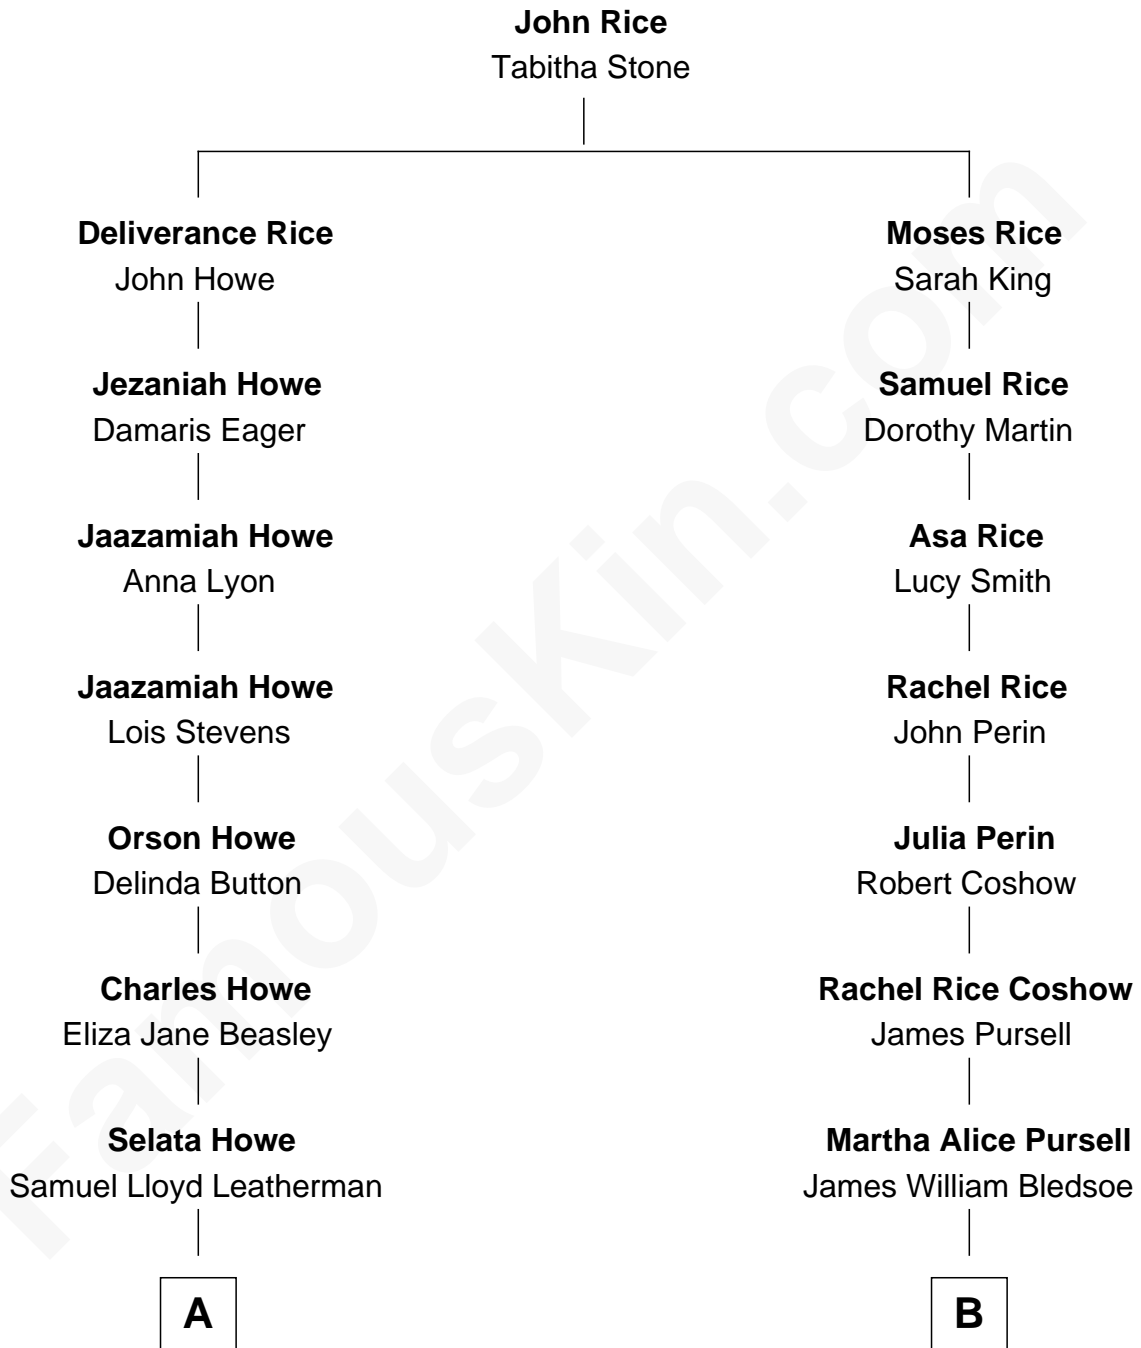 John Rice
Tabitha Stone
Deliverance Rice
John Howe
Moses Rice
Sarah King
Jezaniah Howe
Damaris Eager
Samuel Rice
Dorothy Martin
Jaazamiah Howe
Anna Lyon
Asa Rice
Lucy Smith
Jaazamiah Howe
Lois Stevens
Rachel Rice
John Perin
Orson Howe
Delinda Button
Julia Perin
Robert Coshow
Charles Howe
Eliza Jane Beasley
Rachel Rice Coshow
James Pursell
Selata Howe
Samuel Lloyd Leatherman
Martha Alice Pursell
James William Bledsoe
A
B
FamousKin.com